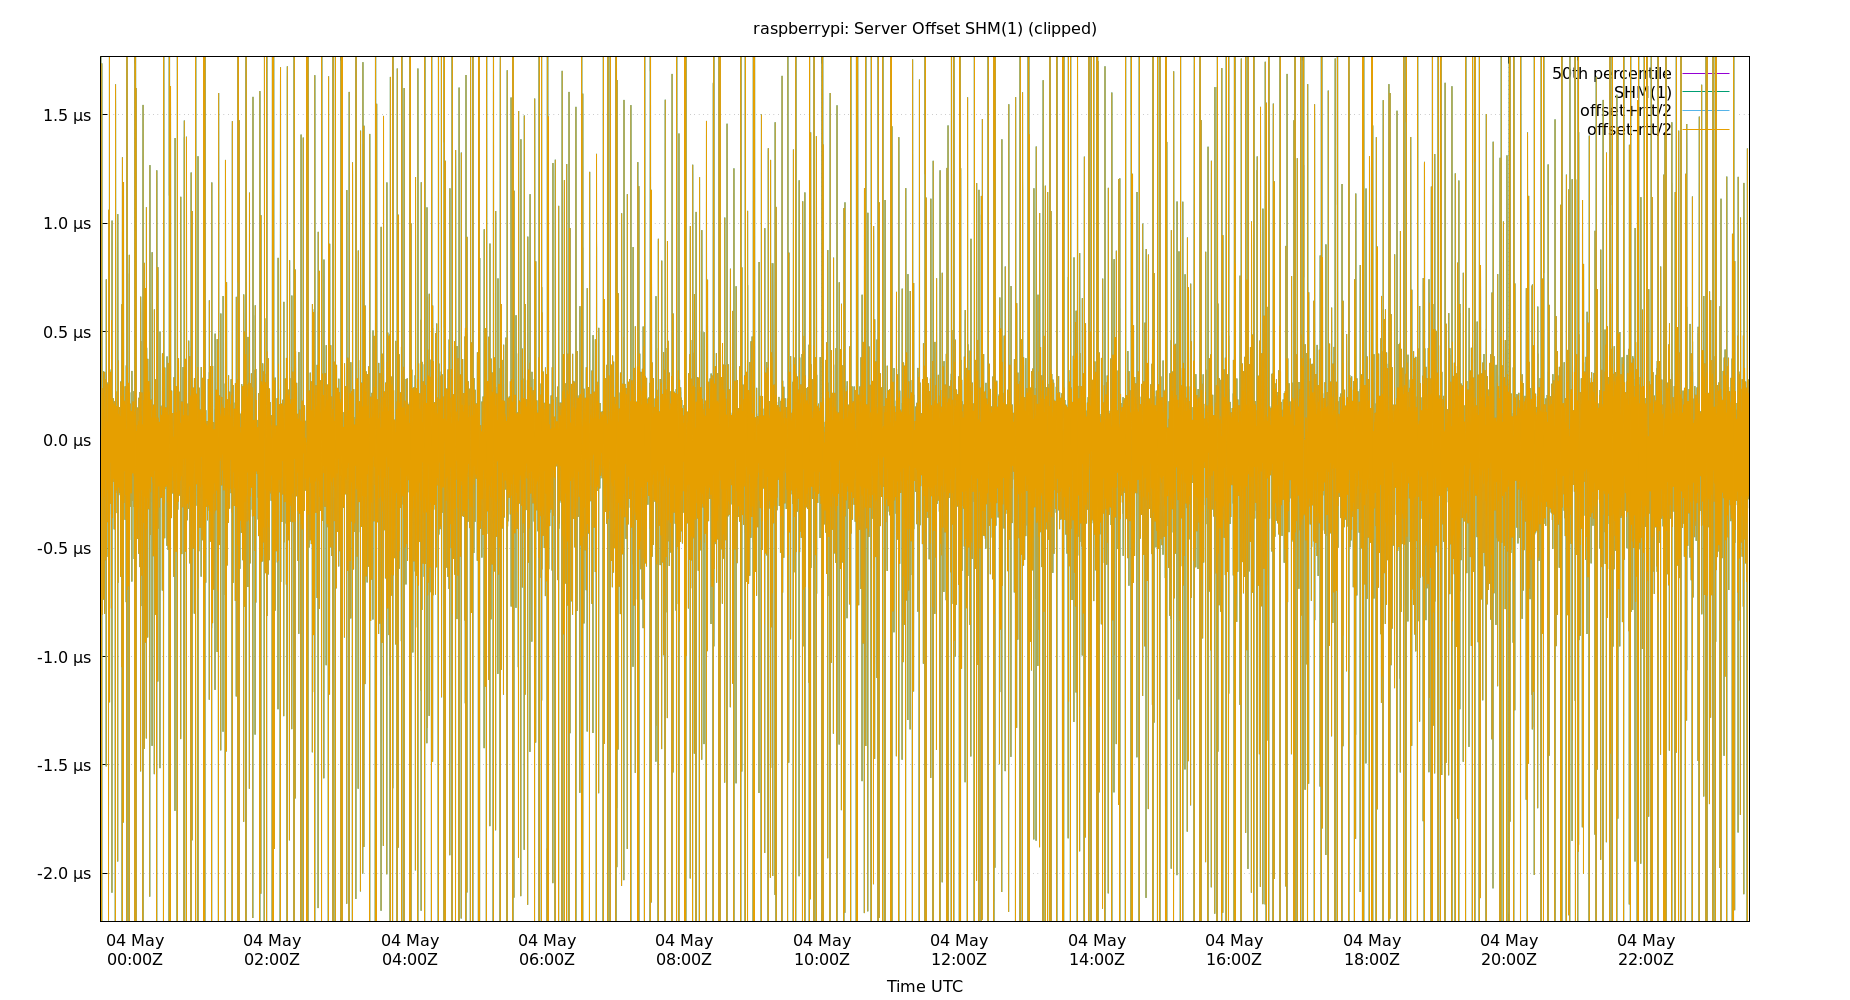 raspberrypi: Server Offset SHM(1) (clipped)
50th percentile
SHM(1)
offset+rtt/2
offset-rtt/2
1.5 µs
1.0 µs
0.5 µs
0.0 µs
-0.5 µs
-1.0 µs
-1.5 µs
-2.0 µs
04 May 04 May 04 May 04 May 04 May 04 May 04 May 04 May 04 May 04 May 04 May 04 May
00:00Z 02:00Z 04:00Z 06:00Z 08:00Z 10:00Z 12:00Z 14:00Z 16:00Z 18:00Z 20:00Z 22:00Z
Time UTC